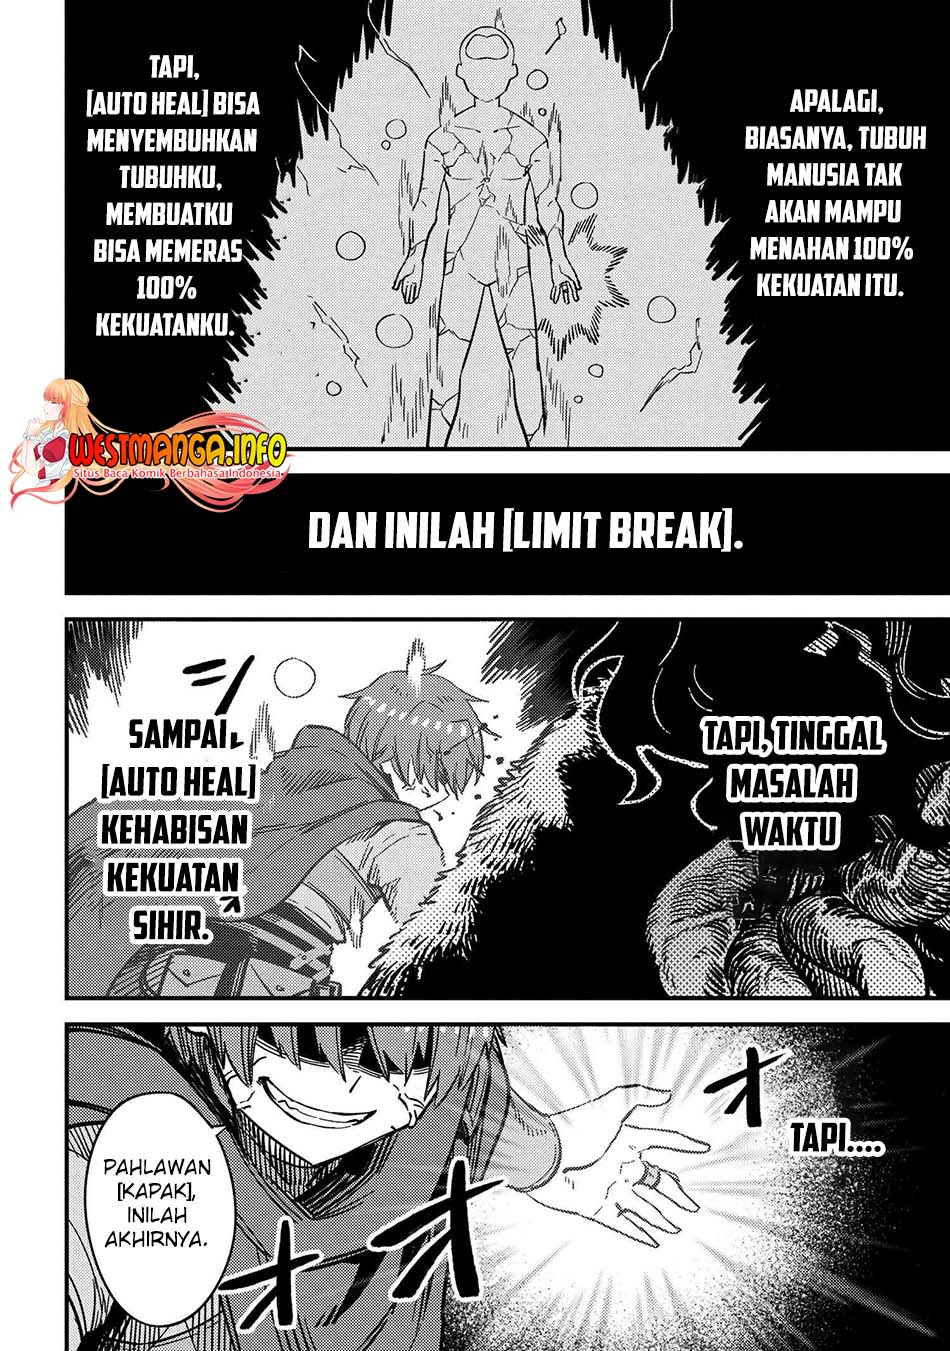 APALAGI,
BIASANYA, TUBUH
MANUSIA TAK
AKAN MAMPU
MENAHAN 100%
KEKUATAN ITU.
TAPI,
[AUTO HEAL] BISA
MENYEMBUHKAN
TUBUHKU,
MEMBUATKU
BISA MEMERAS
100%
KEKUATANKU.
WESTMANGA.INFO
Situs Baca Komik Berbahasa Indonesia
DAN INILAH [LIMIT BREAK].
TAPI, TINGGAL
MASALAH
WAKTU
SAMPAI
[AUTO HEAL]
KEHABISAN
KEKUATAN
SIHIR.
TAPI....
PAHLAWAN
[KAPAK],
INILAH
AKHIRNYA.